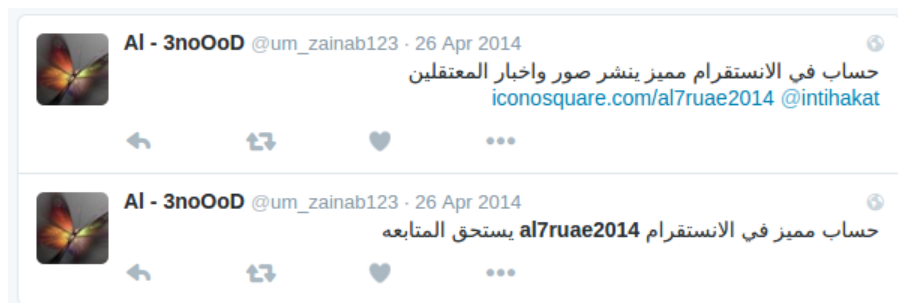 Al - 3noOoD @um_zainab123 · 26 Apr 2014
حساب في الانستقرام مميز ينشر صور واخبار المعتقلين
iconosquare.com/al7ruae2014 @intihakat
Al - 3noOoD @um_zainab123 · 26 Apr 2014
حساب مميز في الانستقرام al7ruae2014 يستحق المتابعه